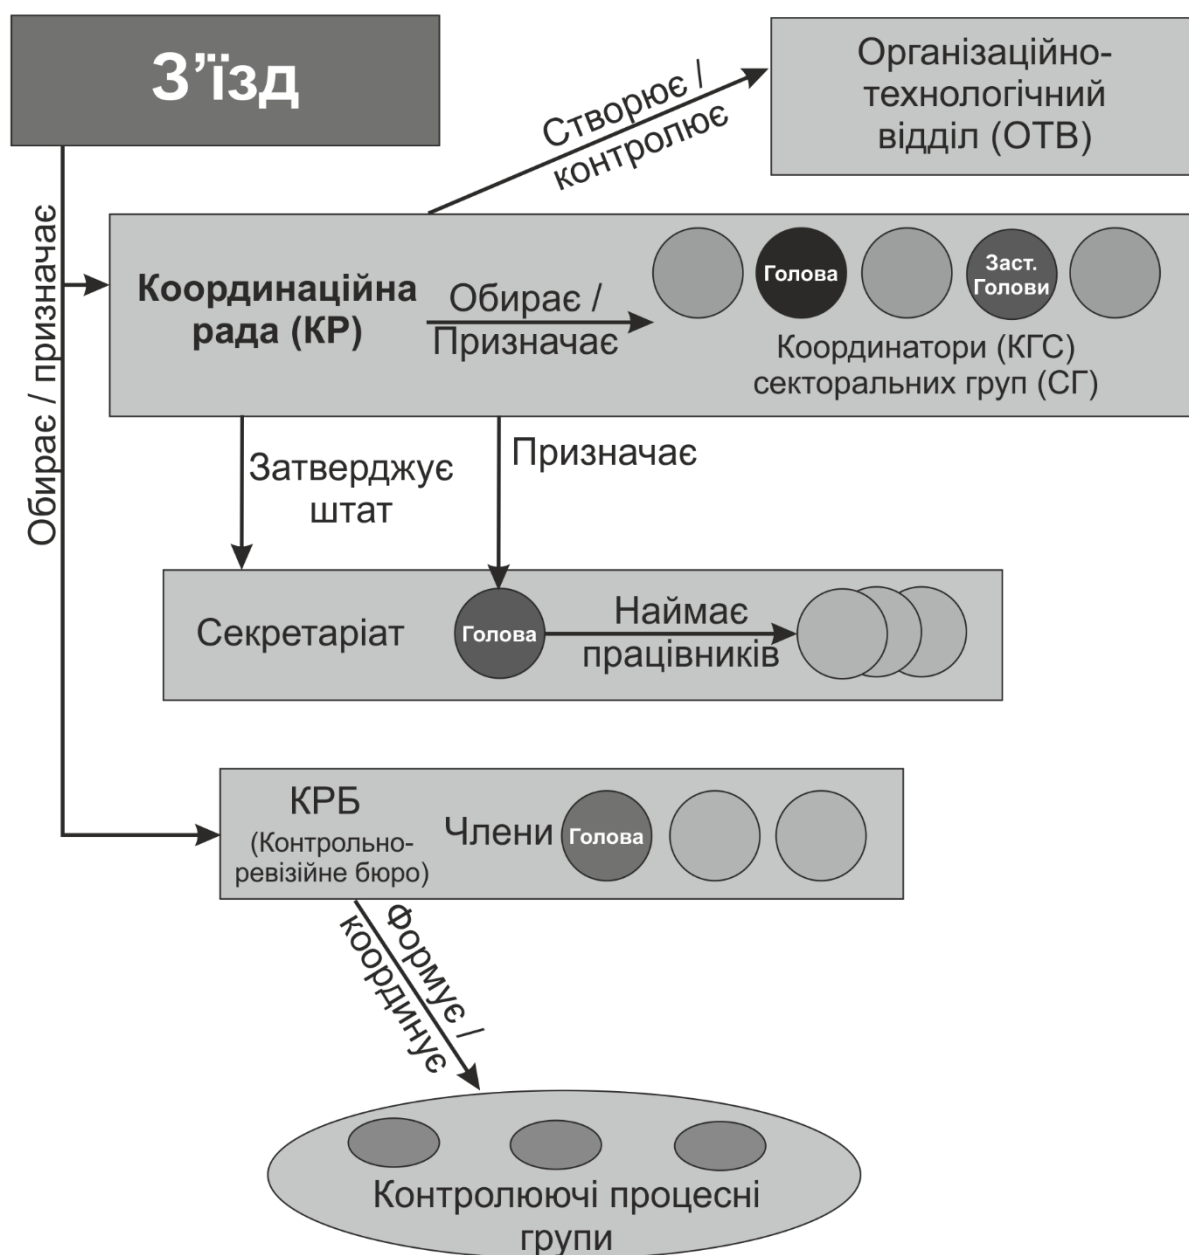 З’їзд
Організаційно-
технологічний
відділ (ОТВ)
Створює /
контролює
Обирає / призначає
Координаційна
рада (КР)
Обирає /
Призначає
Голова
Заст.
Голови
Координатори (КГС)
секторальних груп (СГ)
Затверджує
штат
Призначає
Секретаріат
Голова
Наймає
працівників
КРБ
(Контрольно-
ревізійне бюро)
Члени
Голова
Формує /
координує
Контролюючі процесні
групи